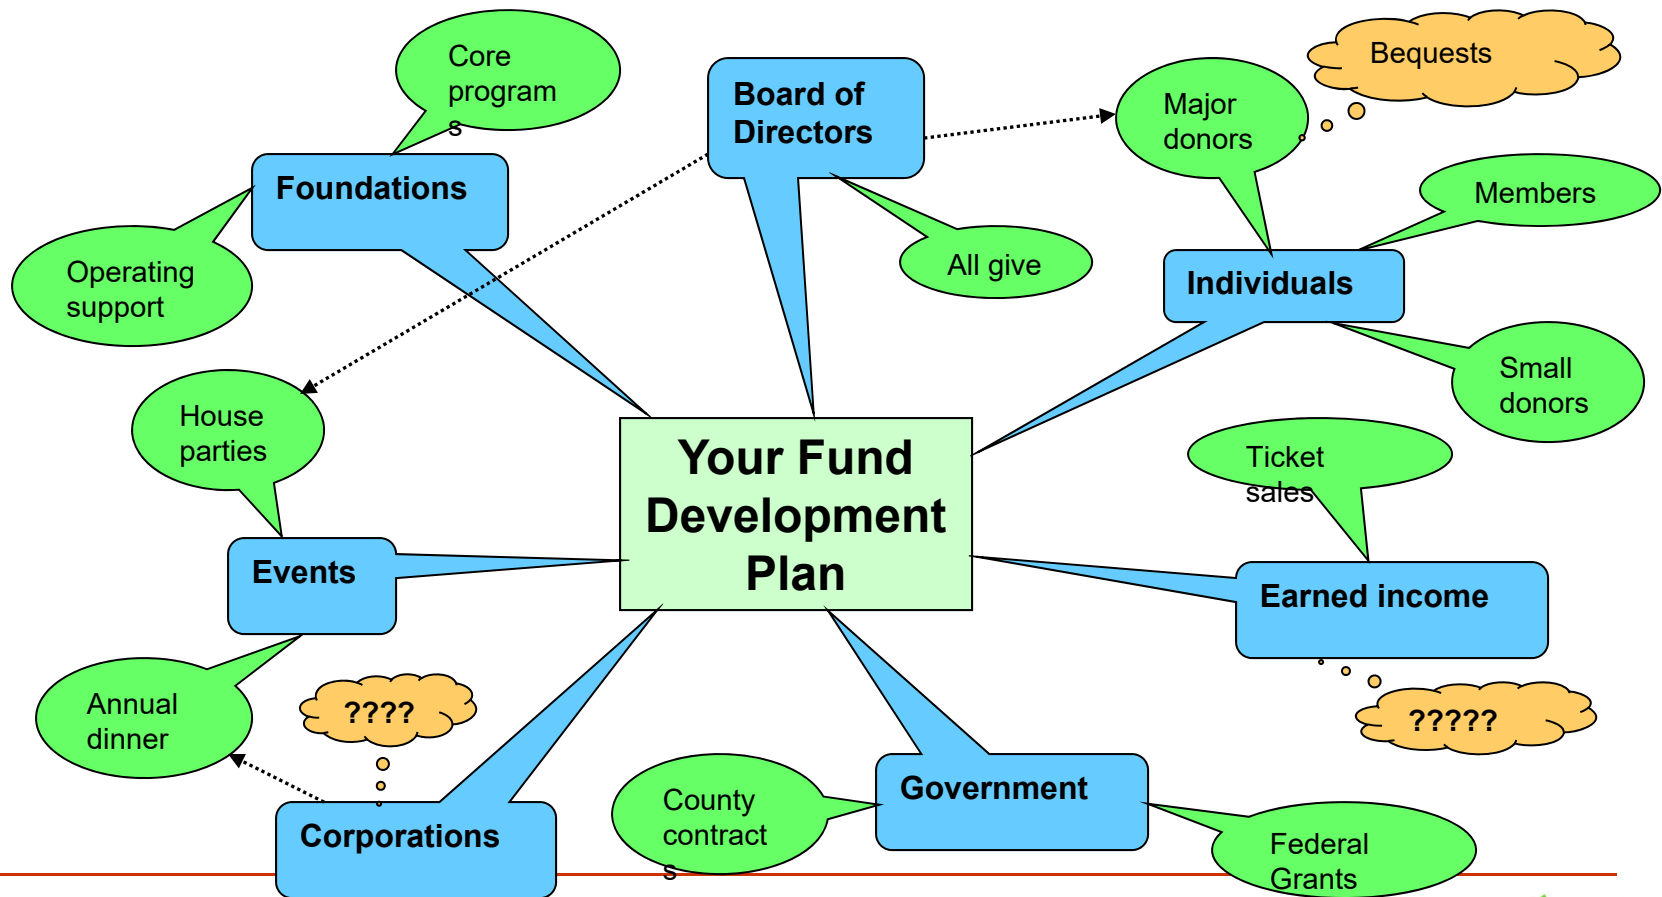 Core
program
s
Board of
Directors
Major
donors
Bequests
Foundations
Members
Operating
support
All give
Individuals
House
parties
Small
donors
Your Fund
Development
Plan
Ticket
sales
Events
Earned income
Annual
dinner
????
?????
Corporations
County
contract
s
Government
Federal
Grants